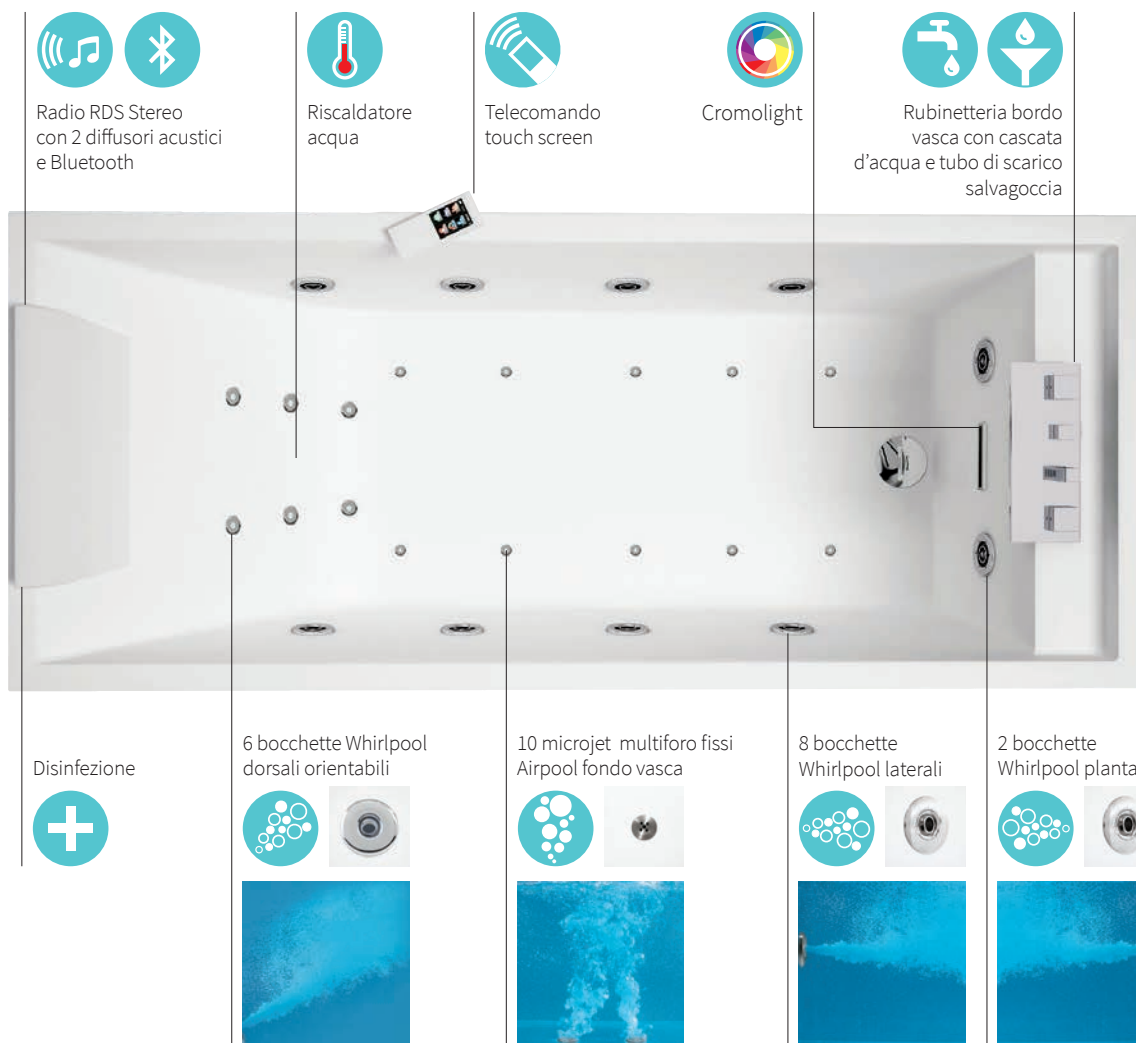 Radio RDS Stereo
con 2 diffusori acustici
e Bluetooth
Riscaldatore
acqua
Telecomando
touch screen
Cromolight
Rubinetteria bordo
vasca con cascata
d’acqua e tubo di scarico
salvagoccia
Disinfezione
6 bocchette Whirlpool
dorsali orientabili
10 microjet multiforo fissi
Airpool fondo vasca
8 bocchette
Whirlpool laterali
2 bocchette
Whirlpool planta